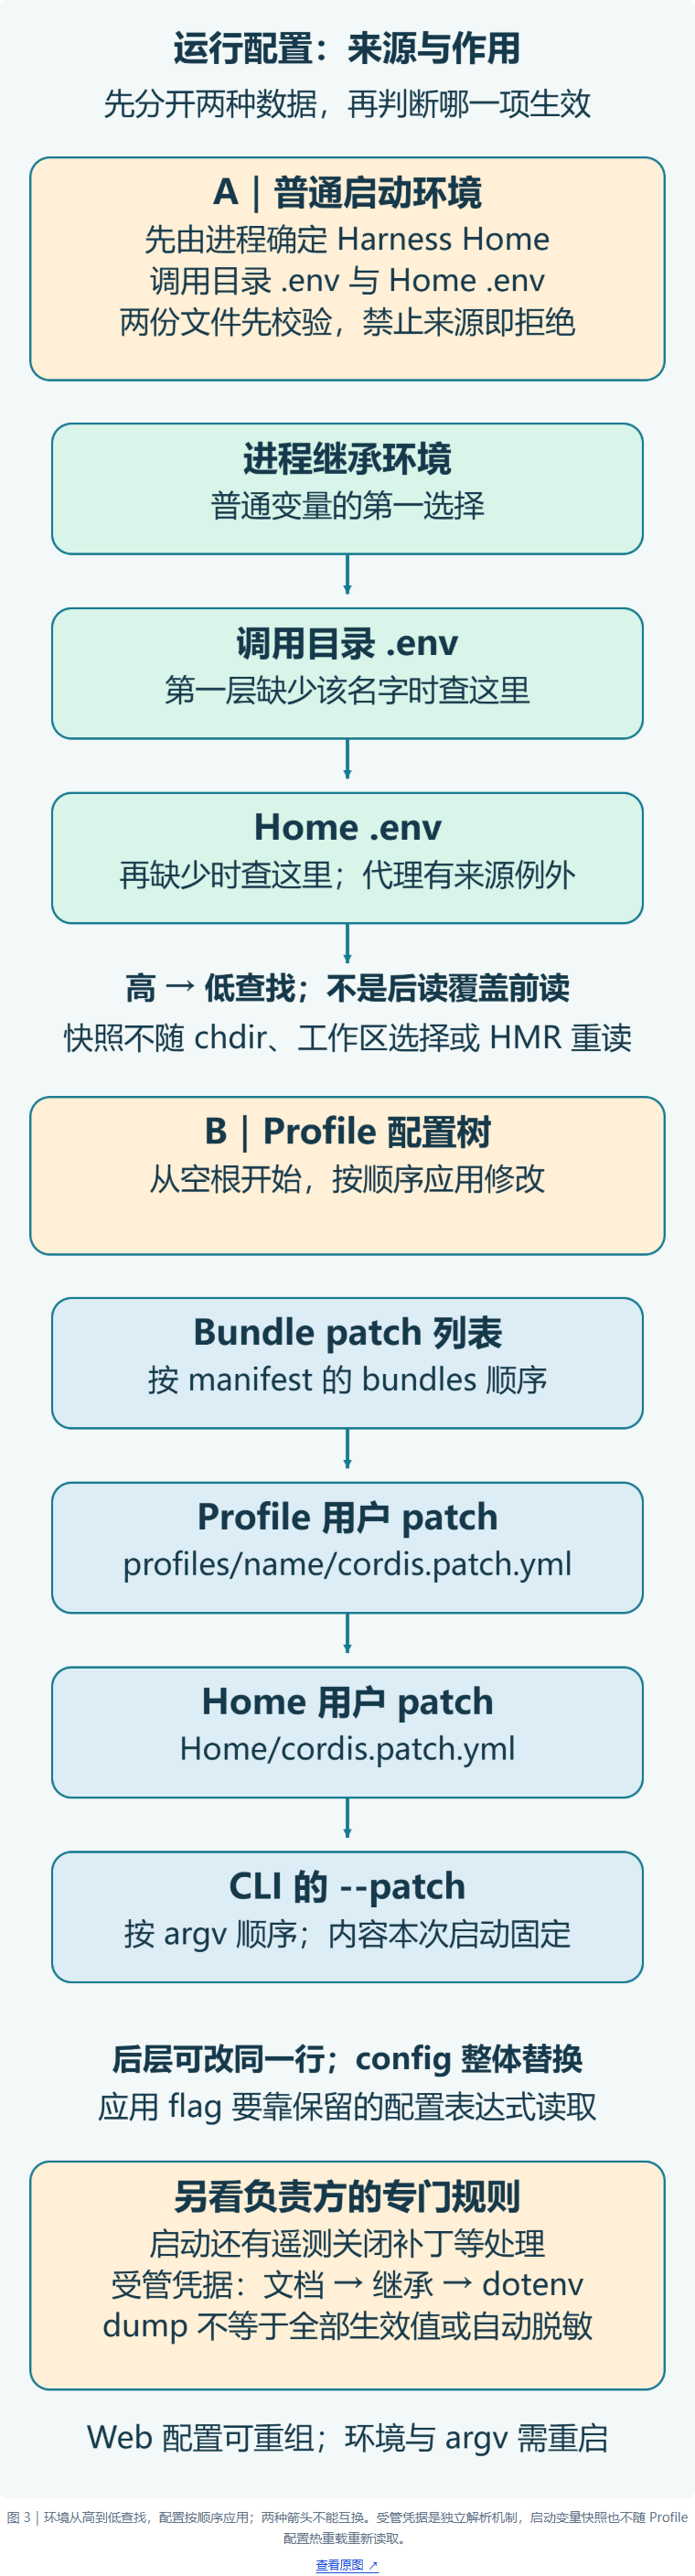 运行配置：来源与作用
先分开两种数据，再判断哪一项生效
A｜普通启动环境
先由进程确定 Harness Home
调用目录 .env 与 Home .env
两份文件先校验，禁止来源即拒绝
进程继承环境
普通变量的第一选择
调用目录 .env
第一层缺少该名字时查这里
Home .env
再缺少时查这里；代理有来源例外
高 → 低查找；不是后读覆盖前读
快照不随 chdir、工作区选择或 HMR 重读
B｜Profile 配置树
从空根开始，按顺序应用修改
Bundle patch 列表
按 manifest 的 bundles 顺序
Profile 用户 patch
profiles/name/cordis.patch.yml
Home 用户 patch
Home/cordis.patch.yml
CLI 的 --patch
按 argv 顺序；内容本次启动固定
后层可改同一行；config 整体替换
应用 flag 要靠保留的配置表达式读取
另看负责方的专门规则
启动还有遥测关闭补丁等处理
受管凭据：文档 → 继承 → dotenv
dump 不等于全部生效值或自动脱敏
Web 配置可重组；环境与 argv 需重启
图 3｜环境从高到低查找，配置按顺序应用；两种箭头不能互换。受管凭据是独立解析机制，启动变量快照也不随 Profile
配置热重载重新读取。
查看原图 ↗